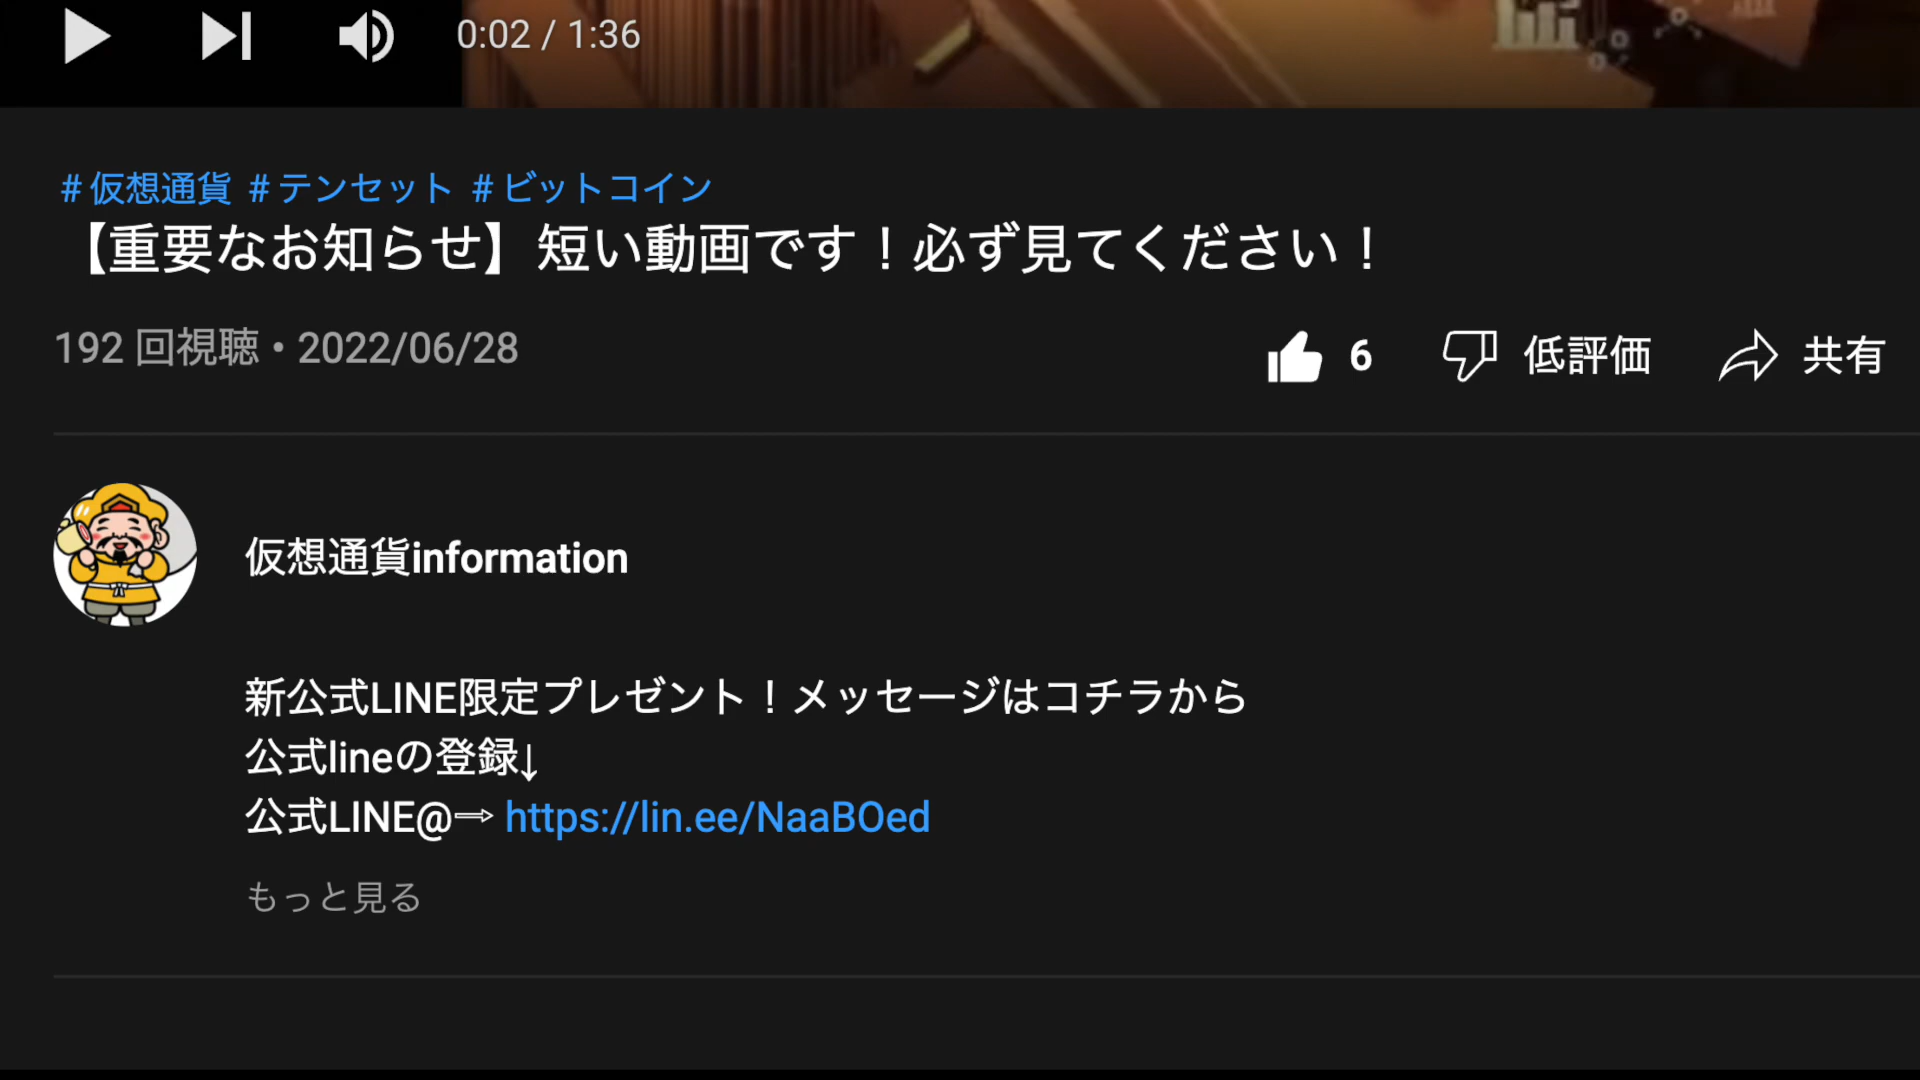 0:02 / 1:36
#仮想通貨 #テンセット #ビットコイン
【重要なお知らせ】短い動画です！必ず見てください！
192 回視聴・2022/06/28
6 低評価 共有
仮想通貨information
新公式LINE限定プレゼント！メッセージはコチラから
公式lineの登録↓
公式LINE@⇒ https://lin.ee/NaaBOed
もっと見る